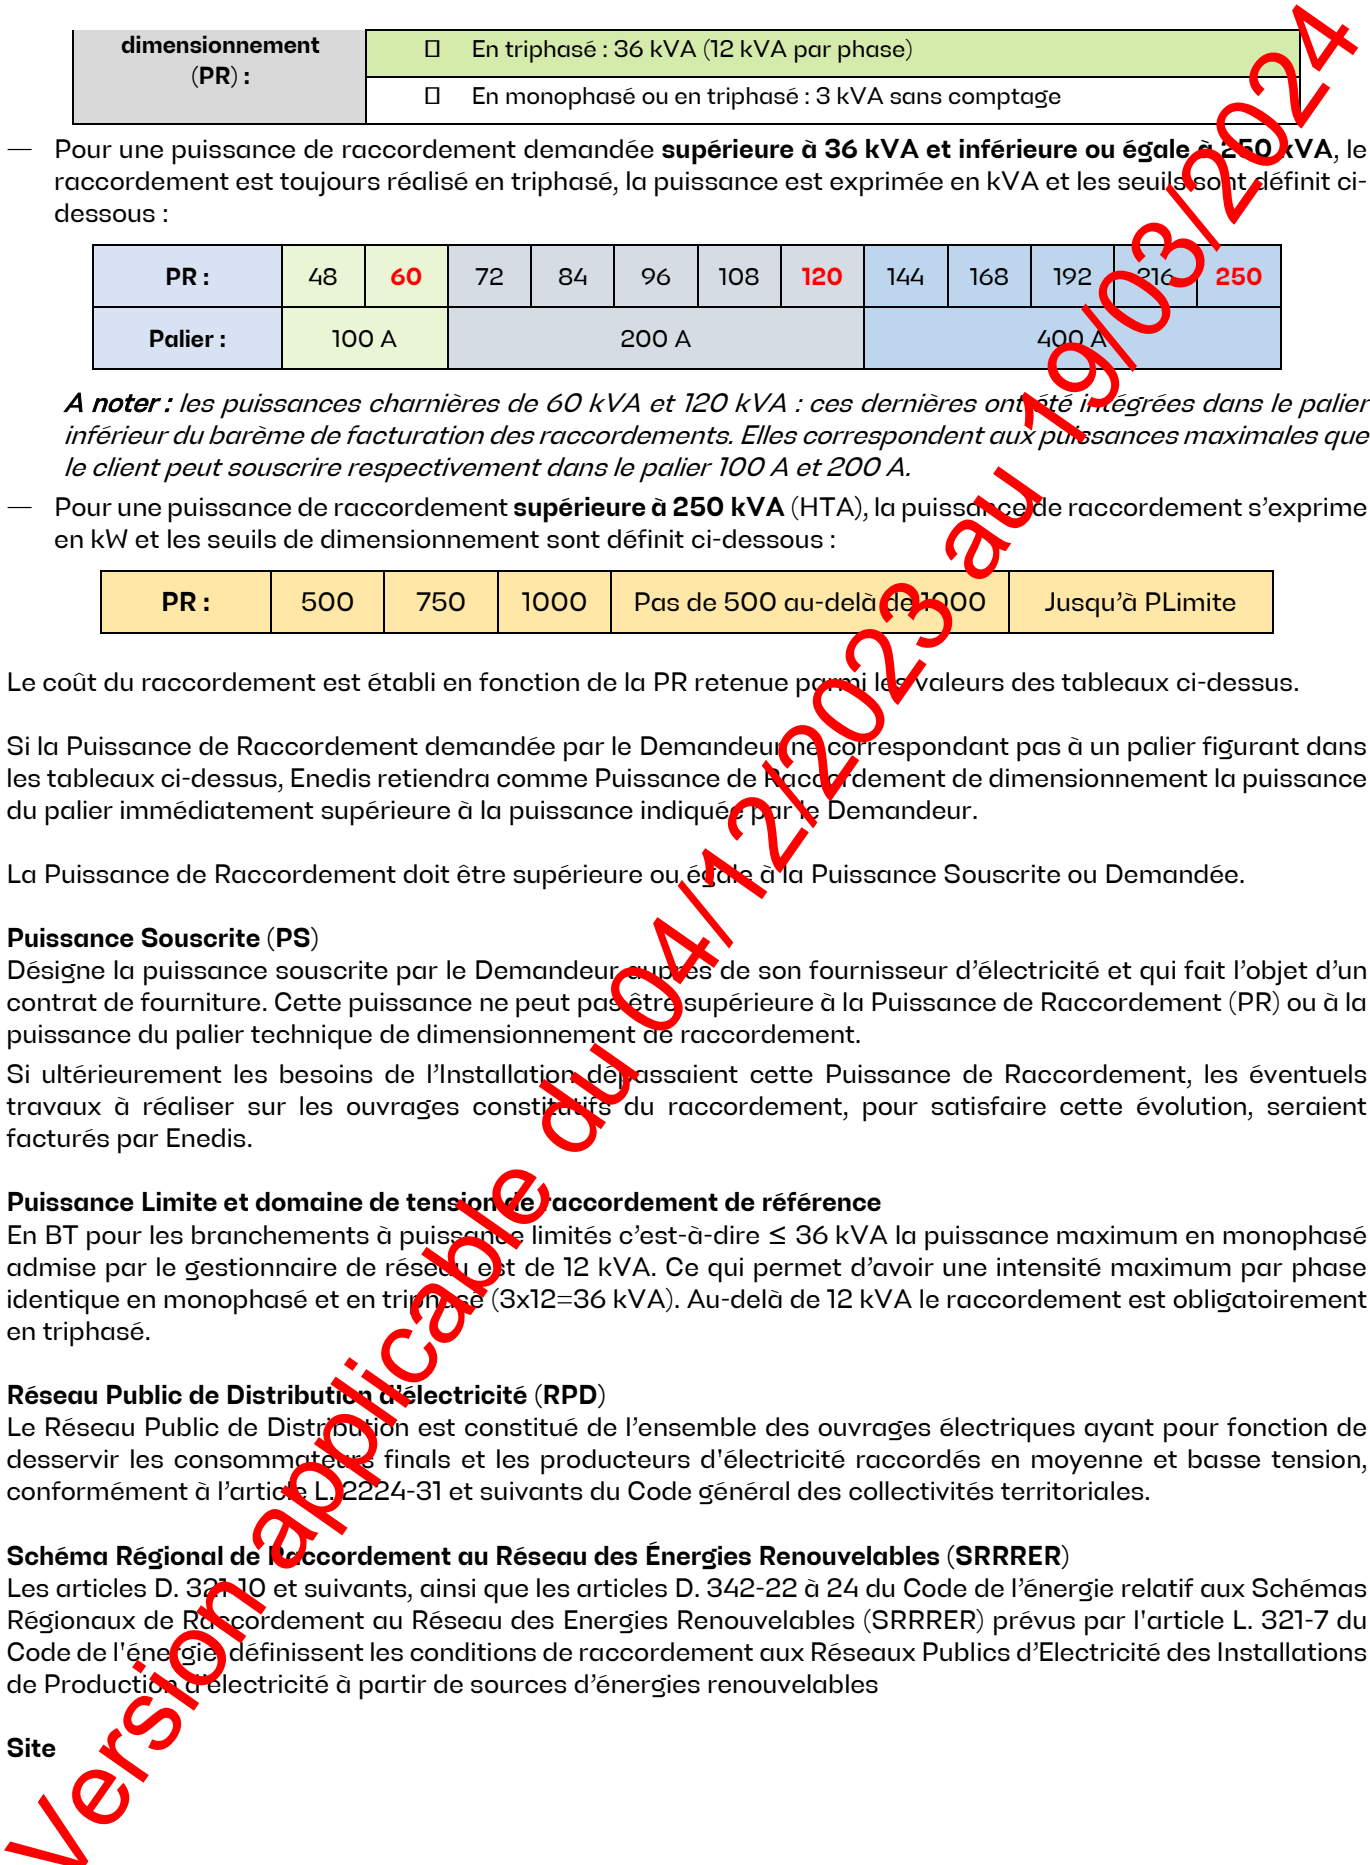 dimensionnement
(PR) :
☐ En triphasé : 36 kVA (12 kVA par phase)
☐ En monophasé ou en triphasé : 3 kVA sans comptage
— Pour une puissance de raccordement demandée supérieure à 36 kVA et inférieure ou égale à 250 kVA, le
raccordement est toujours réalisé en triphasé, la puissance est exprimée en kVA et les seuils sont définit ci-
dessous :
PR : 48 60 72 84 96 108 120 144 168 192 216 250
Palier : 100 A 200 A 400 A
A noter : les puissances charnières de 60 kVA et 120 kVA : ces dernières ont été intégrées dans le palier
inférieur du barème de facturation des raccordements. Elles correspondent aux puissances maximales que
le client peut souscrire respectivement dans le palier 100 A et 200 A.
— Pour une puissance de raccordement supérieure à 250 kVA (HTA), la puissance de raccordement s’exprime
en kW et les seuils de dimensionnement sont définit ci-dessous :
PR : 500 750 1000 Pas de 500 au-delà de 1000 Jusqu’à PLimite
Le coût du raccordement est établi en fonction de la PR retenue parmi les valeurs des tableaux ci-dessus.
Si la Puissance de Raccordement demandée par le Demandeur ne correspondant pas à un palier figurant dans
les tableaux ci-dessus, Enedis retiendra comme Puissance de Raccordement de dimensionnement la puissance
du palier immédiatement supérieure à la puissance indiquée par le Demandeur.
La Puissance de Raccordement doit être supérieure ou égale à la Puissance Souscrite ou Demandée.
Puissance Souscrite (PS)
Désigne la puissance souscrite par le Demandeur auprès de son fournisseur d’électricité et qui fait l’objet d’un
contrat de fourniture. Cette puissance ne peut pas être supérieure à la Puissance de Raccordement (PR) ou à la
puissance du palier technique de dimensionnement de raccordement.
Si ultérieurement les besoins de l’Installation dépassaient cette Puissance de Raccordement, les éventuels
travaux à réaliser sur les ouvrages constitutifs du raccordement, pour satisfaire cette évolution, seraient
facturés par Enedis.
Puissance Limite et domaine de tension de raccordement de référence
En BT pour les branchements à puissance limités c’est-à-dire ≤ 36 kVA la puissance maximum en monophasé
admise par le gestionnaire de réseau est de 12 kVA. Ce qui permet d’avoir une intensité maximum par phase
identique en monophasé et en triphasé (3x12=36 kVA). Au-delà de 12 kVA le raccordement est obligatoirement
en triphasé.
Réseau Public de Distribution d’électricité (RPD)
Le Réseau Public de Distribution est constitué de l’ensemble des ouvrages électriques ayant pour fonction de
desservir les consommateurs finals et les producteurs d'électricité raccordés en moyenne et basse tension,
conformément à l’article L. 2224-31 et suivants du Code général des collectivités territoriales.
Schéma Régional de Raccordement au Réseau des Énergies Renouvelables (SRRRER)
Les articles D. 321-10 et suivants, ainsi que les articles D. 342-22 à 24 du Code de l’énergie relatif aux Schémas
Régionaux de Raccordement au Réseau des Energies Renouvelables (SRRRER) prévus par l'article L. 321-7 du
Code de l'énergie, définissent les conditions de raccordement aux Réseaux Publics d’Electricité des Installations
de Production d’électricité à partir de sources d’énergies renouvelables
Site
Version applicable du 04/12/2023 au 19/03/2024